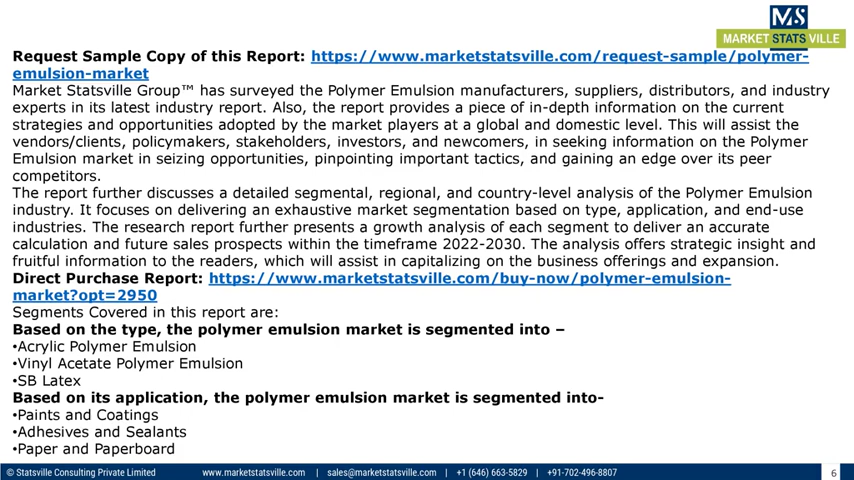 MS
MARKET STATS VILLE
Request Sample Copy of this Report: https://www.marketstatsville.com/request-sample/polymer-
emulsion-market
Market Statsville Group™ has surveyed the Polymer Emulsion manufacturers, suppliers, distributors, and industry
experts in its latest industry report. Also, the report provides a piece of in-depth information on the current
strategies and opportunities adopted by the market players at a global and domestic level. This will assist the
vendors/clients, policymakers, stakeholders, investors, and newcomers, in seeking information on the Polymer
Emulsion market in seizing opportunities, pinpointing important tactics, and gaining an edge over its peer
competitors.
The report further discusses a detailed segmental, regional, and country-level analysis of the Polymer Emulsion
industry. It focuses on delivering an exhaustive market segmentation based on type, application, and end-use
industries. The research report further presents a growth analysis of each segment to deliver an accurate
calculation and future sales prospects within the timeframe 2022-2030. The analysis offers strategic insight and
fruitful information to the readers, which will assist in capitalizing on the business offerings and expansion.
Direct Purchase Report: https://www.marketstatsville.com/buy-now/polymer-emulsion-
market?opt=2950
Segments Covered in this report are:
Based on the type, the polymer emulsion market is segmented into –
•Acrylic Polymer Emulsion
•Vinyl Acetate Polymer Emulsion
•SB Latex
Based on its application, the polymer emulsion market is segmented into-
•Paints and Coatings
•Adhesives and Sealants
•Paper and Paperboard
© Statsville Consulting Private Limited www.marketstatsville.com | sales@marketstatsville.com | +1 (646) 663-5829 | +91-702-496-8807 6